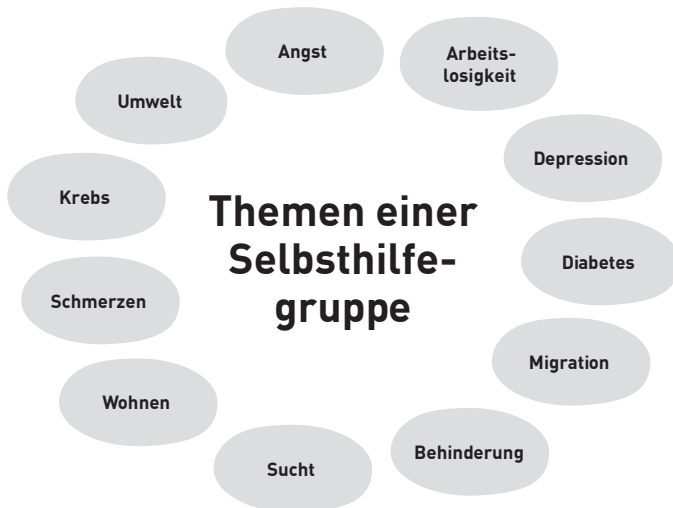 Angst
Arbeits-
losigkeit
Umwelt
Depression
Krebs
Themen einer
Selbsthilfe-
gruppe
Diabetes
Schmerzen
Migration
Wohnen
Behinderung
Sucht